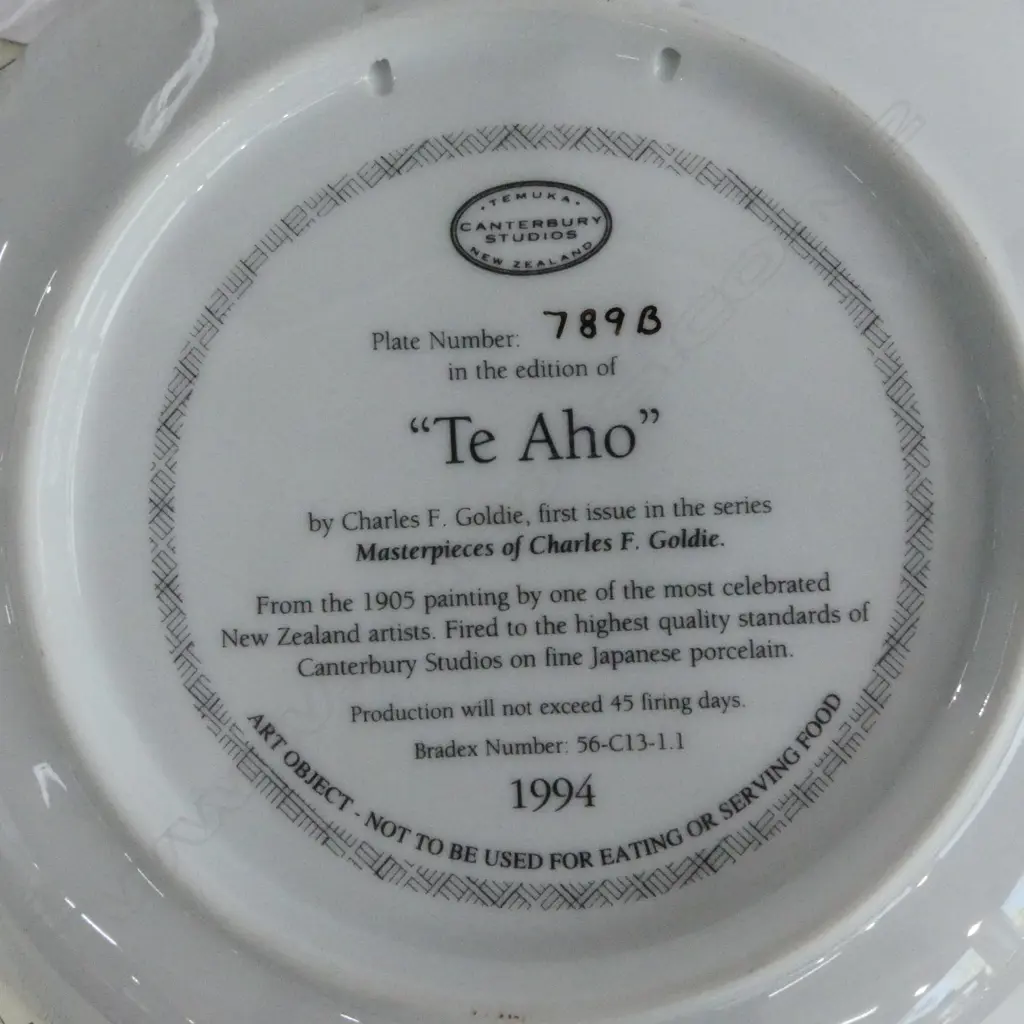 · TEMUKA ·
CANTERBURY
STUDIOS
NEW ZEALAND
Plate Number: 789B
in the edition of
“Te Aho”
by Charles F. Goldie, first issue in the series
Masterpieces of Charles F. Goldie.
From the 1905 painting by one of the most celebrated
New Zealand artists. Fired to the highest quality standards of
Canterbury Studios on fine Japanese porcelain.
Production will not exceed 45 firing days.
Bradex Number: 56-C13-1.1
1994
ART OBJECT - NOT TO BE USED FOR EATING OR SERVING FOOD